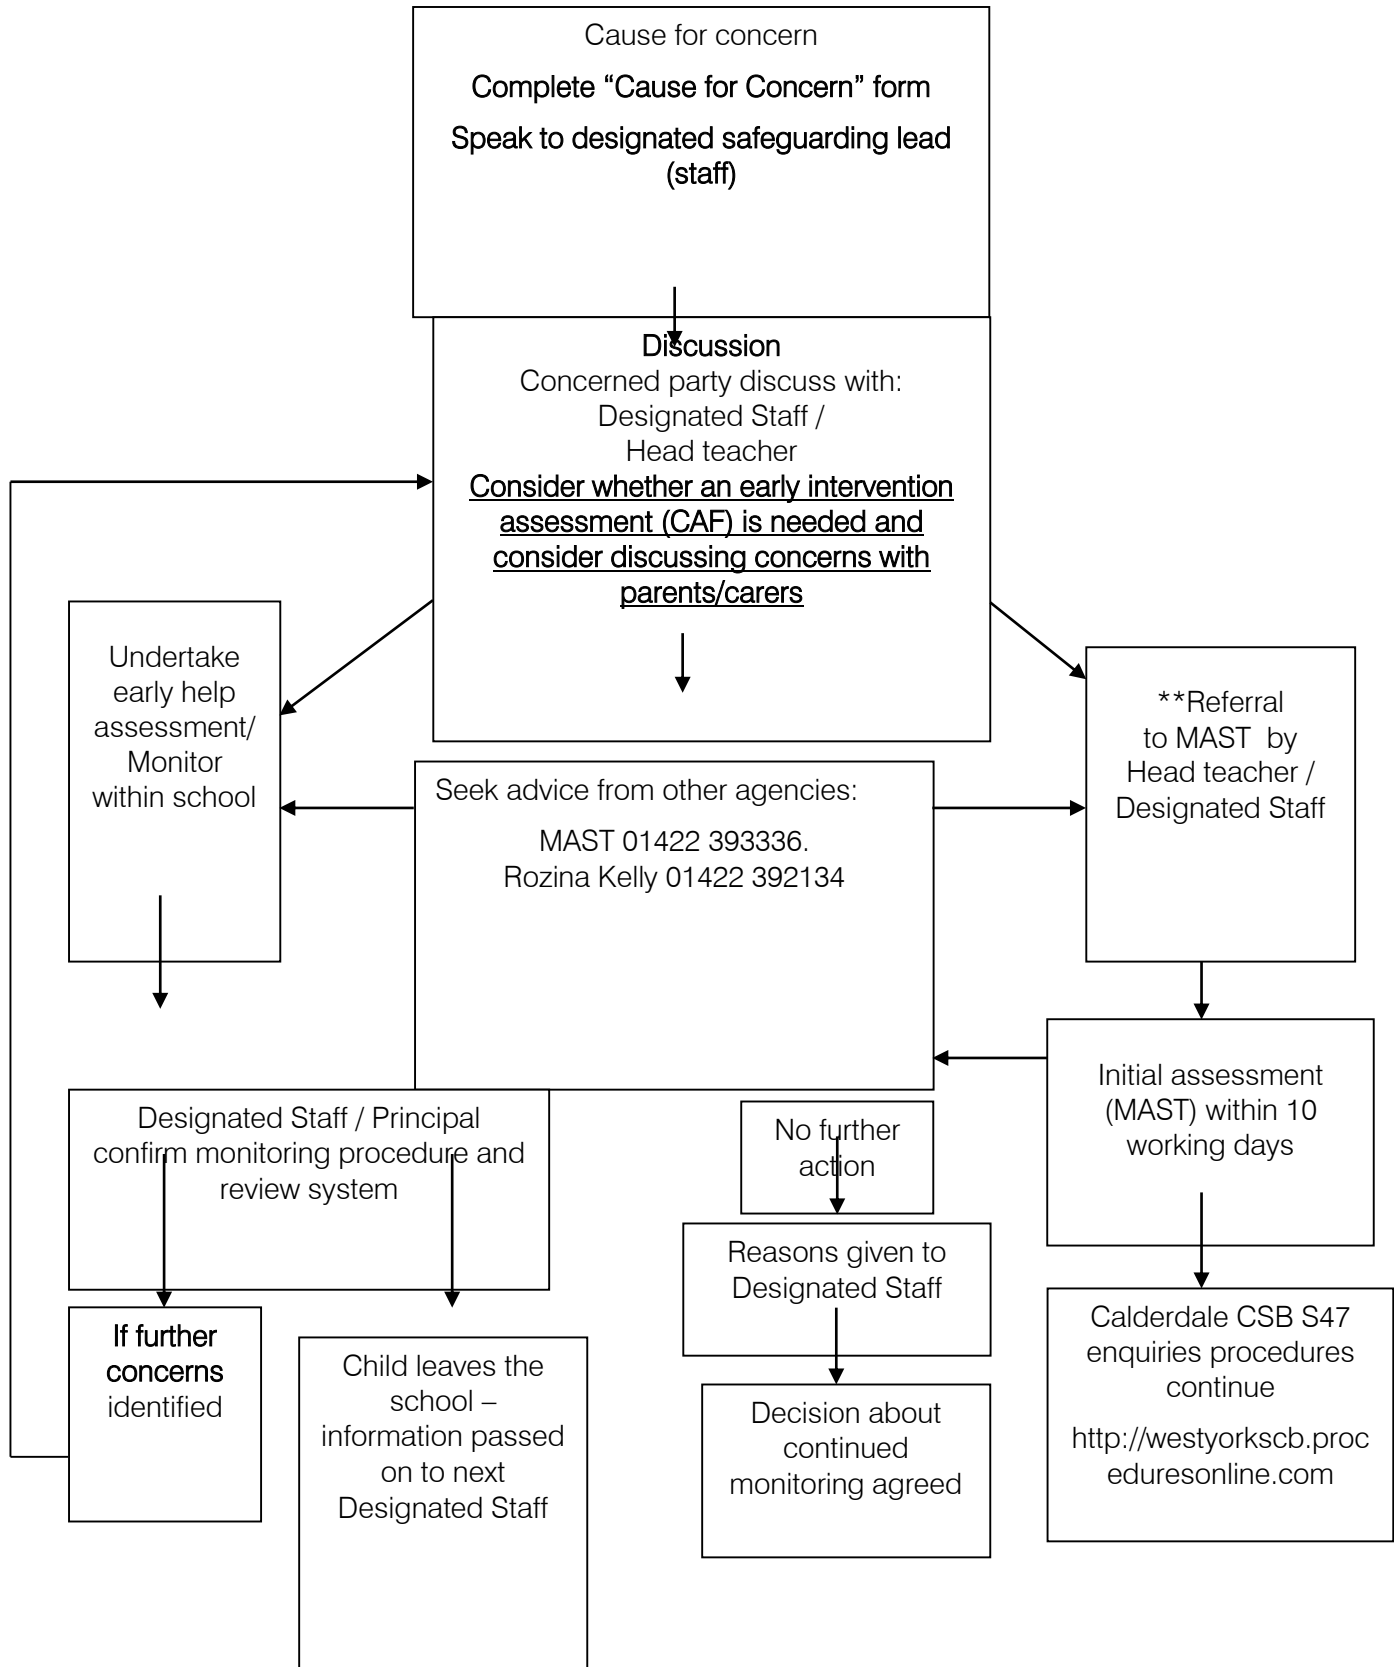 Cause for concern
Complete “Cause for Concern” form
Speak to designated safeguarding lead
(staff)
Discussion
Concerned party discuss with:
Designated Staff /
Head teacher
Consider whether an early intervention
assessment (CAF) is needed and
consider discussing concerns with
parents/carers
Undertake
early help
assessment/
Monitor
within school
**Referral
to MAST by
Head teacher /
Designated Staff
Seek advice from other agencies:
MAST 01422 393336.
Rozina Kelly 01422 392134
Initial assessment
(MAST) within 10
working days
Designated Staff / Principal
confirm monitoring procedure and
review system
No further
action
Reasons given to
Designated Staff
If further
concerns
identified
Child leaves the
school –
information passed
on to next
Designated Staff
Decision about
continued
monitoring agreed
Calderdale CSB S47
enquiries procedures
continue
http://westyorkscb.proc
eduresonline.com